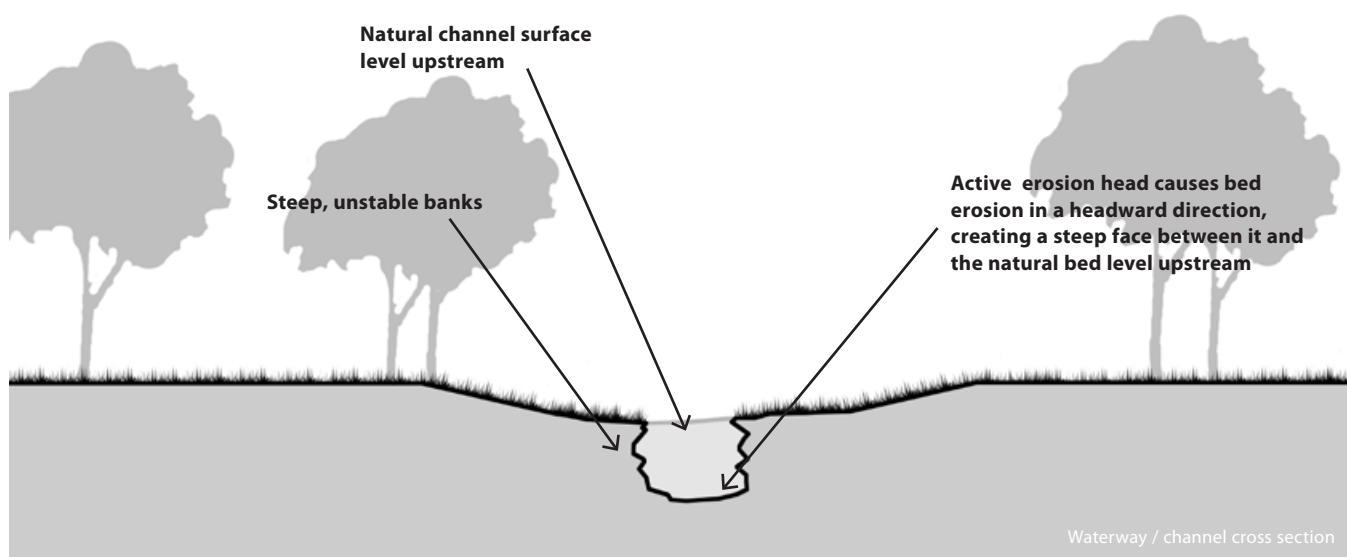 Natural channel surface
level upstream
Steep, unstable banks
Active erosion head causes bed
erosion in a headward direction,
creating a steep face between it and
the natural bed level upstream
Waterway / channel cross section